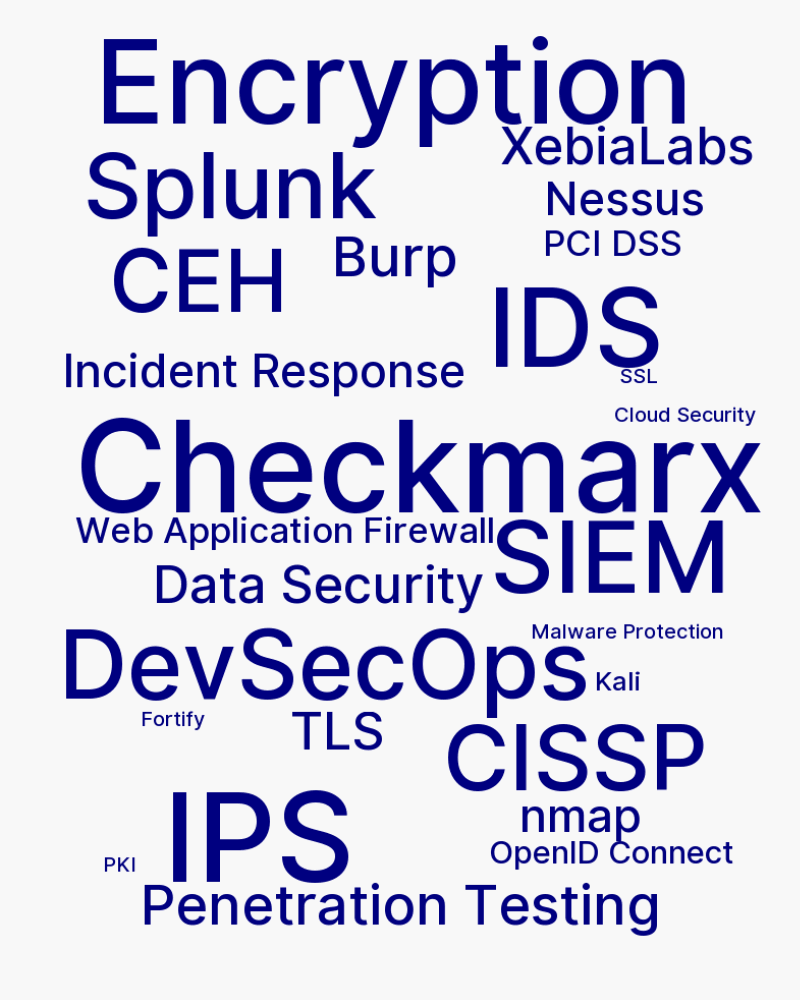 Encryption
XebiaLabs
Splunk
Nessus
PCI DSS
Burp
CEH
IDS
Incident Response
SSL
Cloud Security
Checkmarx
Web Application Firewall
SIEM
Data Security
Malware Protection
DevSecOps
Kali
Fortify
TLS
CISSP
nmap
IPS
OpenID Connect
PKI
Penetration Testing